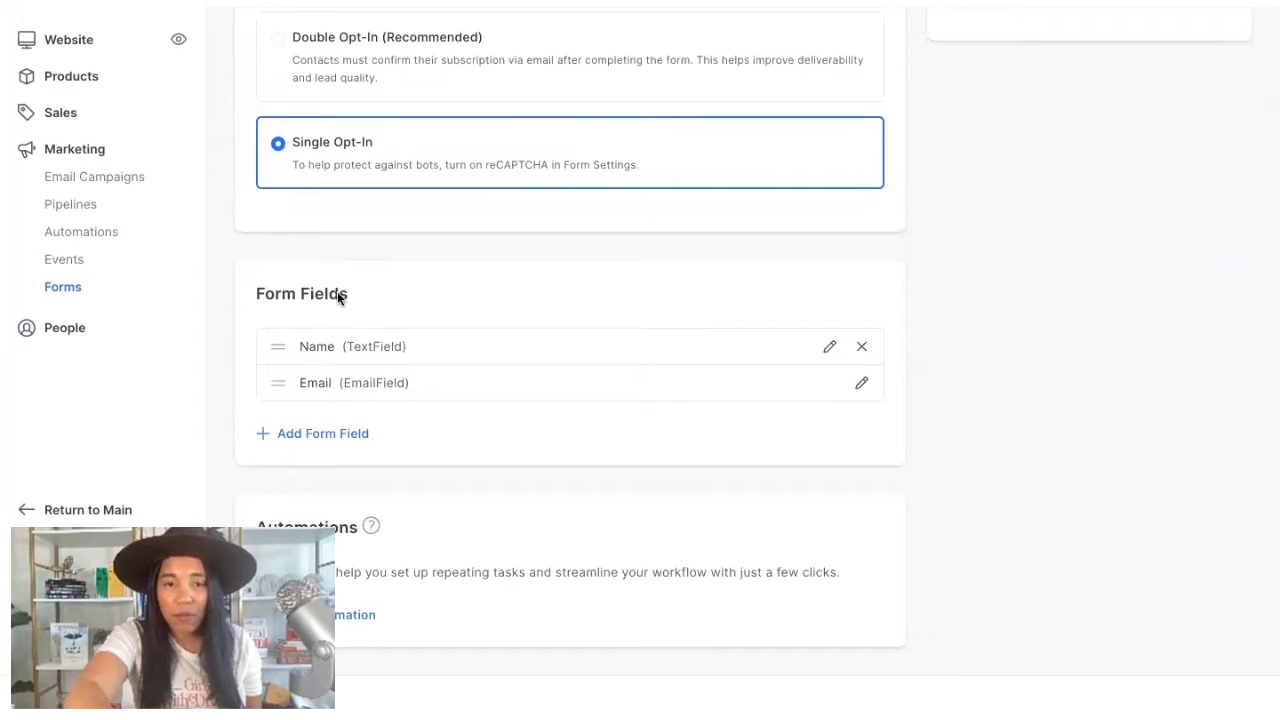 Website
Products
Sales
Marketing
Email Campaigns
Pipelines
Automations
Events
Forms
People
Return to Main
Double Opt-In (Recommended)
Contacts must confirm their subscription via email after completing the form. This helps improve deliverability
and lead quality.
Single Opt-In
To help protect against bots, turn on reCAPTCHA in Form Settings.
Form Fields
Name (TextField)
Email (EmailField)
Add Form Field
Automations
help you set up repeating tasks and streamline your workflow with just a few clicks.
mation